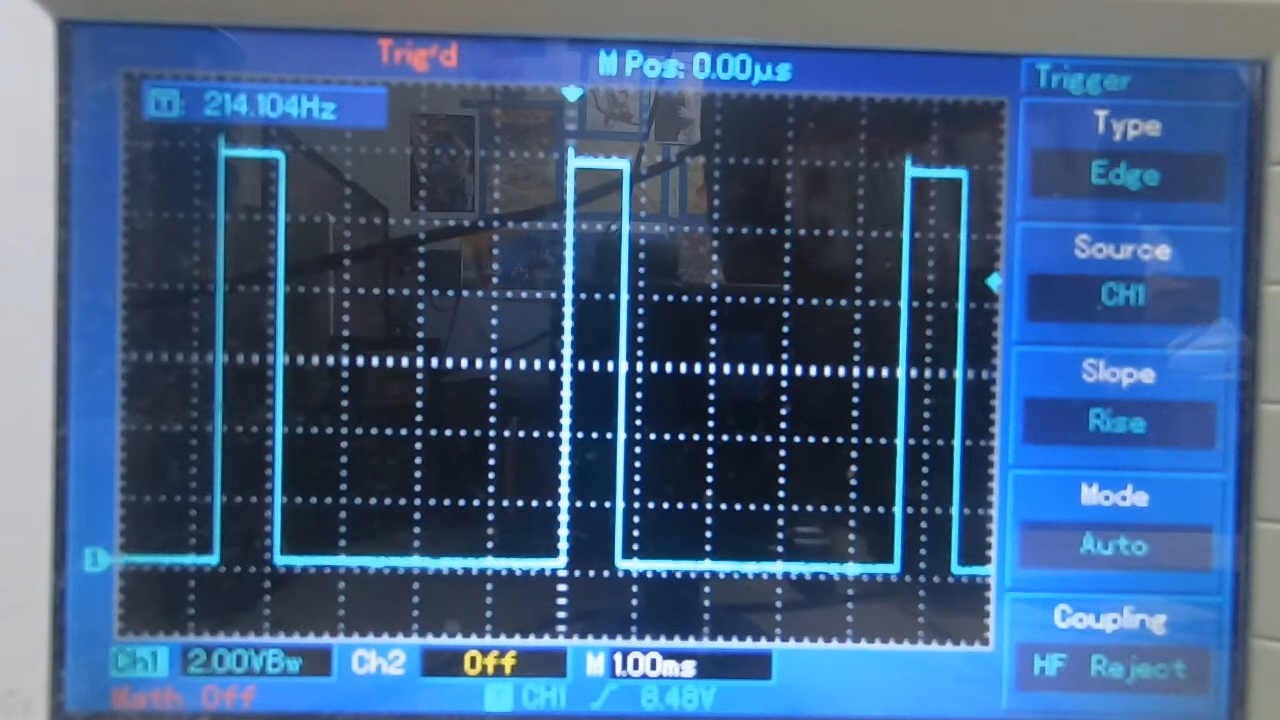 Trig'd M Pos: 0.00µs
T: 214.104Hz
Trigger
Type
Edge
Source
CH1
Slope
Rise
Mode
Auto
Coupling
HF Reject
1
Ch1 2.00VBw Ch2 Off M 1.00ms
Math Off CH1 8.48V